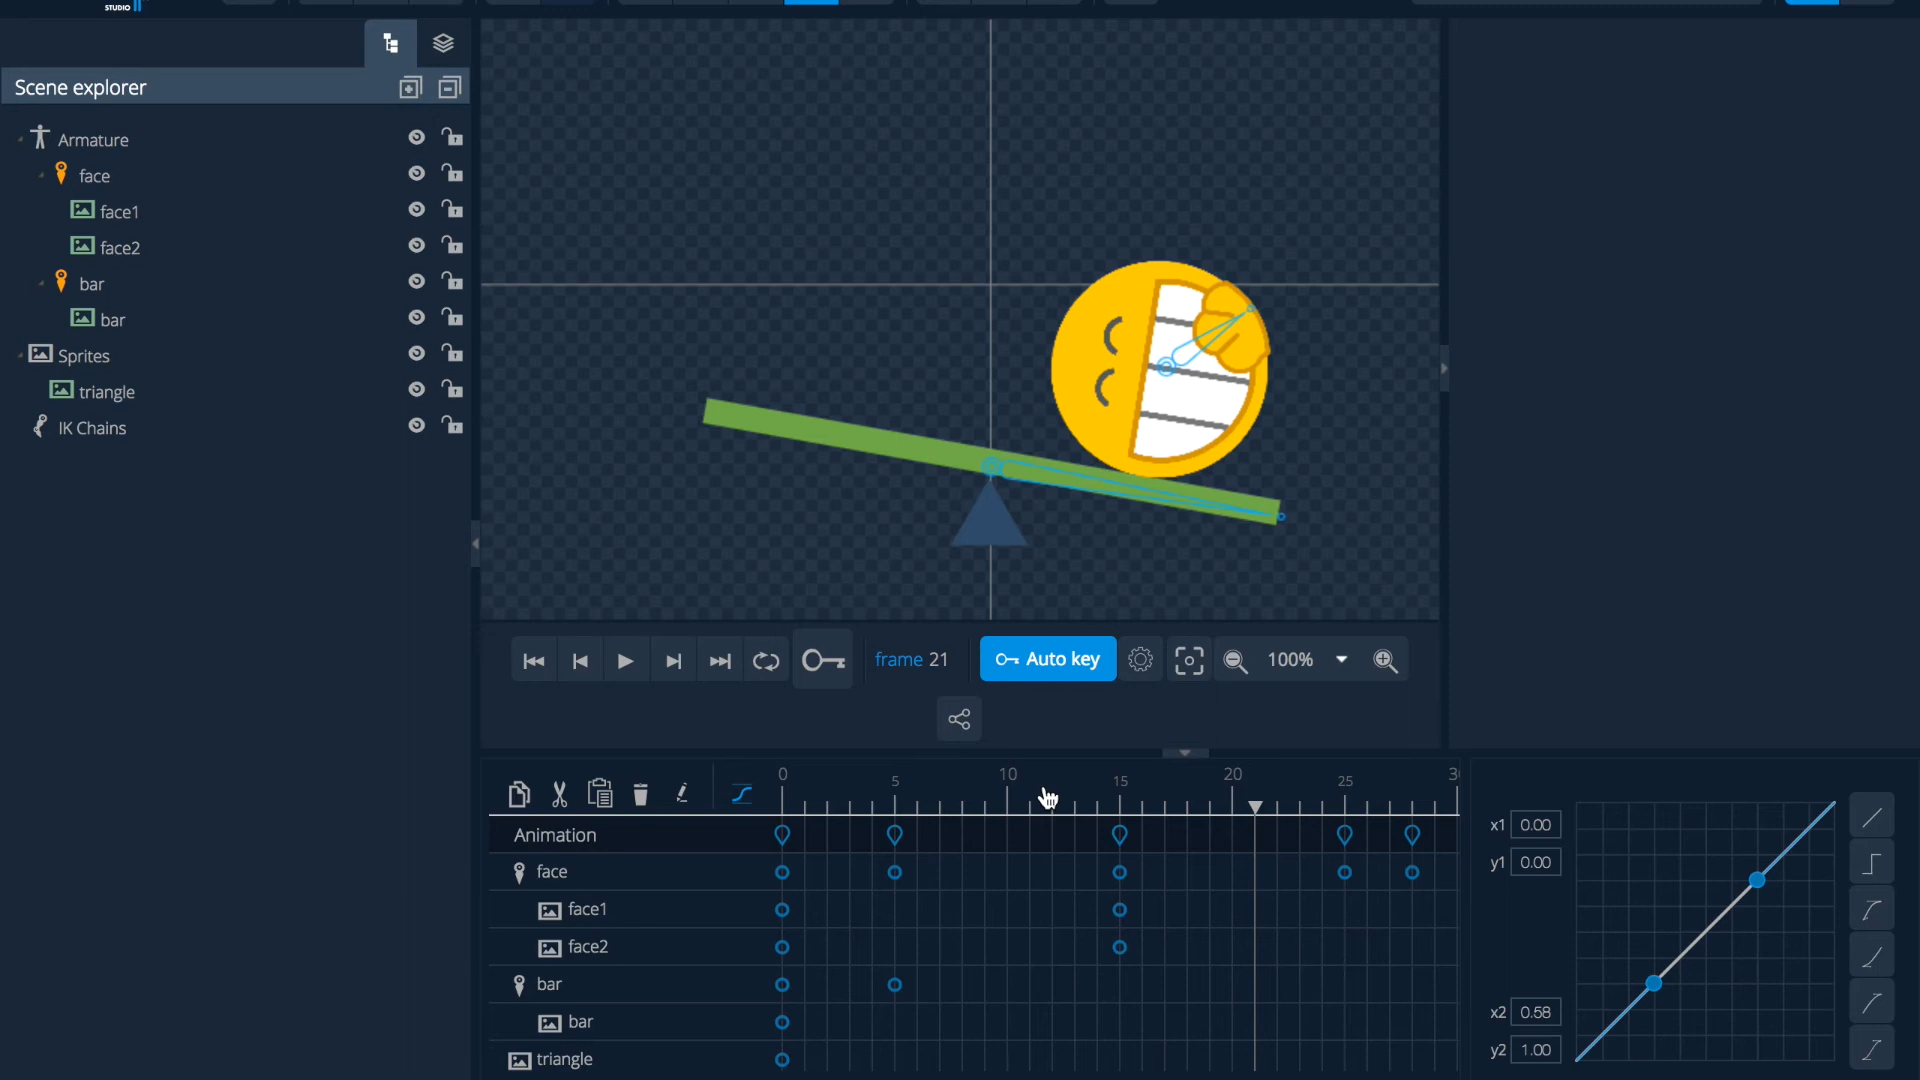 STUDIO
Scene explorer
Armature
face
face1
face2
bar
bar
Sprites
triangle
IK Chains
frame 21
Auto key
100%
0 5 10 15 20 25
Animation
face
face1
face2
bar
bar
triangle
x1 0.00
y1 0.00
x2 0.58
y2 1.00